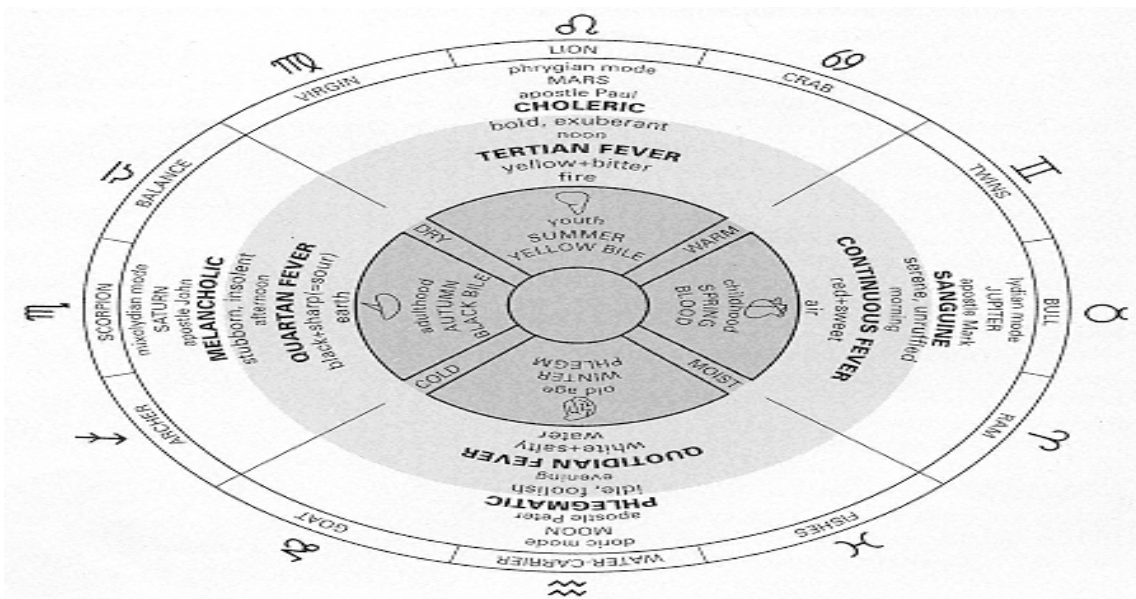 LION
phrygian mode
MARS
apostle Paul
CHOLERIC
bold, exuberant
noon
TERTIAN FEVER
yellow+bitter
fire
youth
SUMMER
YELLOW BILE
CRAB
TWINS
BULL
RAM
FISHES
WATER-CARRIER
GOAT
ARCHER
SCORPION
BALANCE
VIRGIN
DRY
WARM
MOIST
COLD
lydian mode
JUPITER
apostle Mark
SANGUINE
serene, unruffled
morning
CONTINUOUS FEVER
red+sweet
air
childhood
SPRING
BLOOD
doric mode
MOON
apostle Peter
PHLEGMATIC
idle, foolish
evening
QUOTIDIAN FEVER
white+salty
water
old age
WINTER
PHLEGM
mixolydian mode
SATURN
apostle John
MELANCHOLIC
stubborn, insolent
afternoon
QUARTAN FEVER
black+sharp(=sour)
earth
adulthood
AUTUMN
BLACK BILE